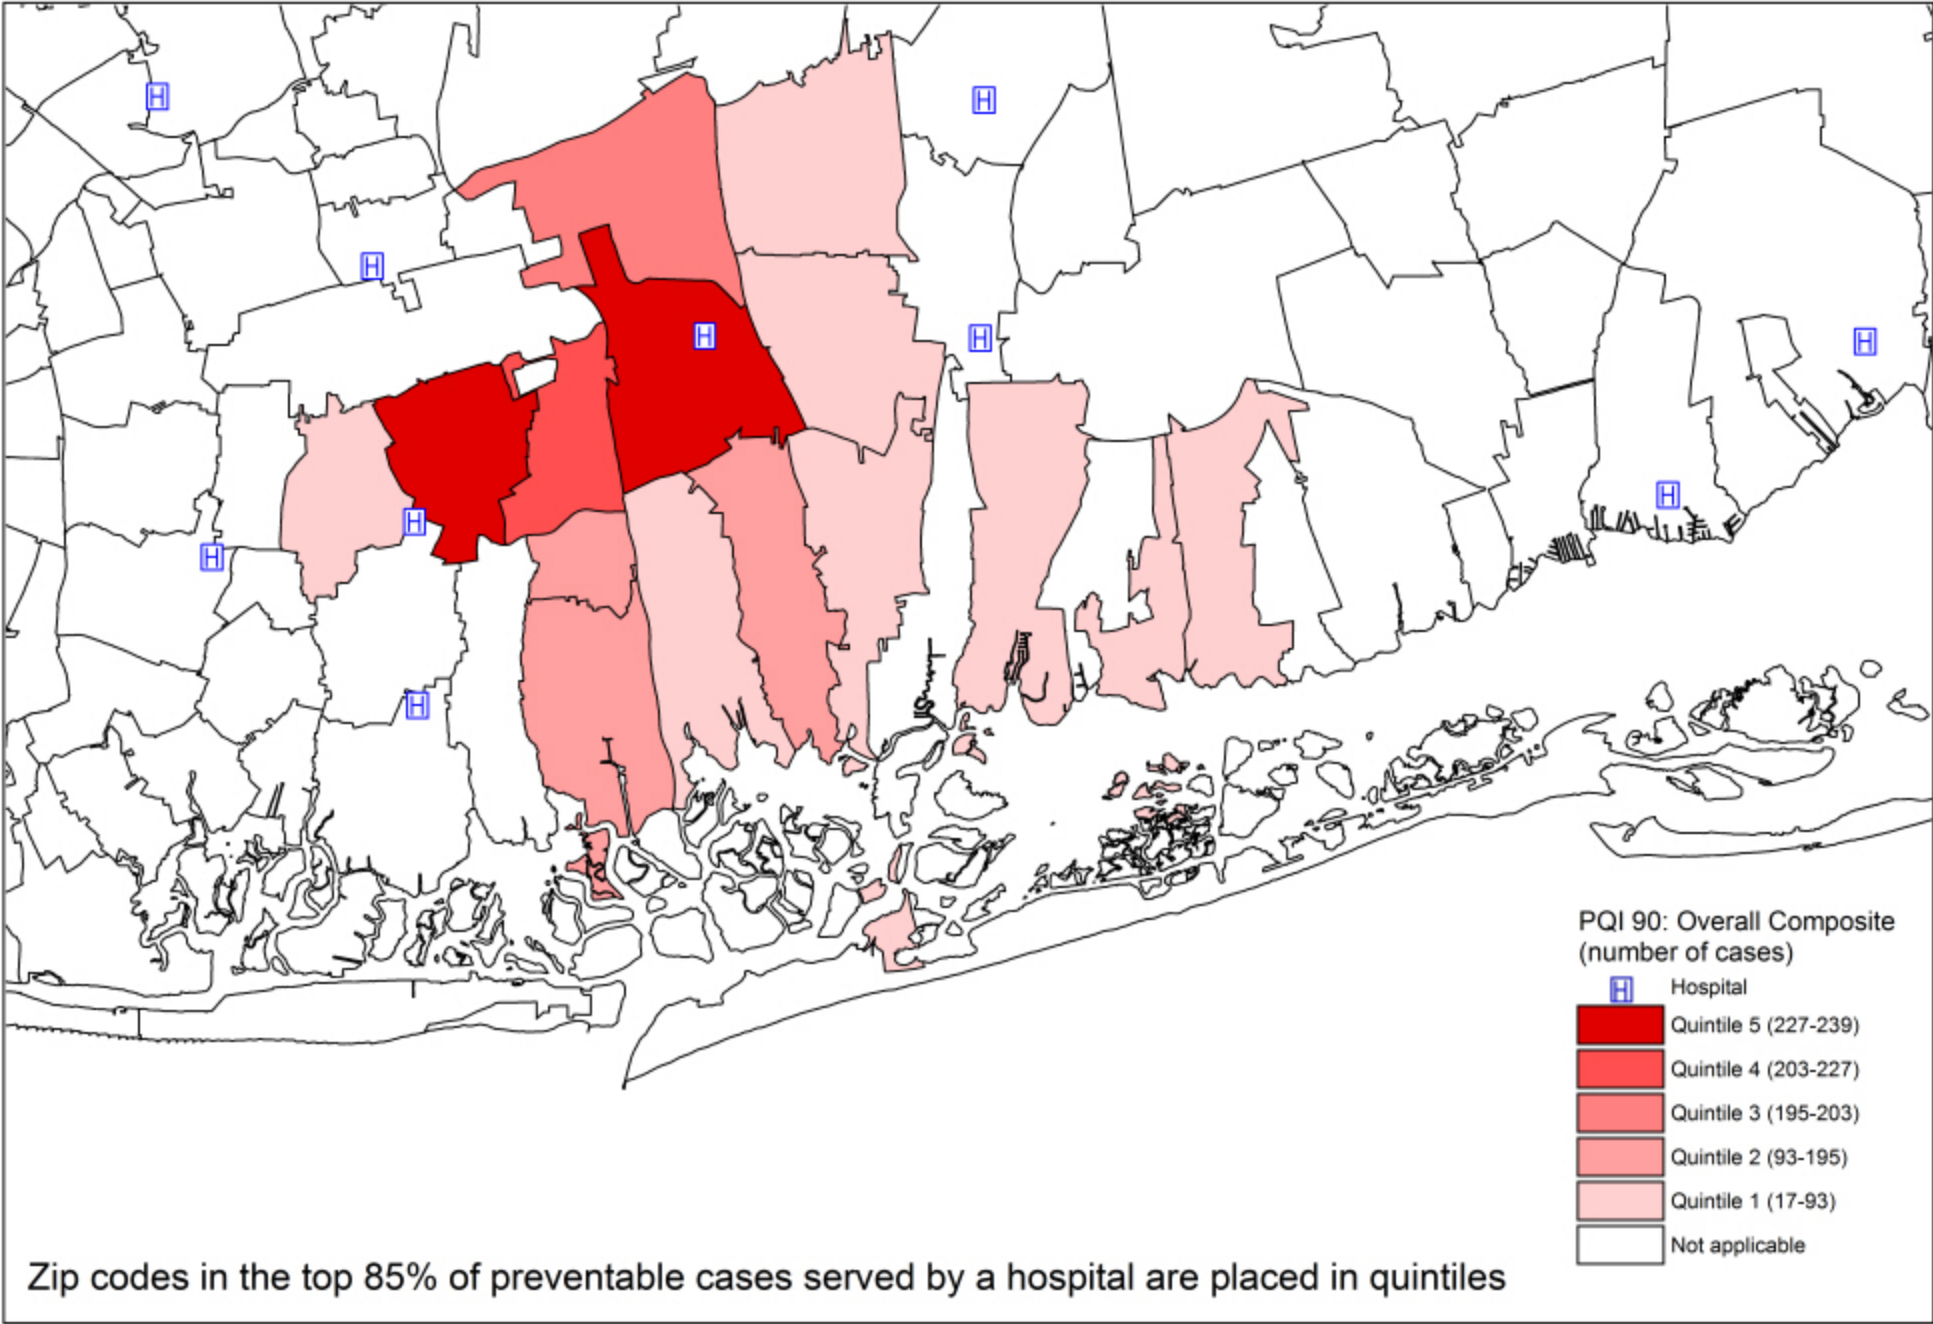 H
H
H
H
H
H
H
H
H
H
H
PQI 90: Overall Composite
(number of cases)
H Hospital
Quintile 5 (227-239)
Quintile 4 (203-227)
Quintile 3 (195-203)
Quintile 2 (93-195)
Quintile 1 (17-93)
Not applicable
Zip codes in the top 85% of preventable cases served by a hospital are placed in quintiles